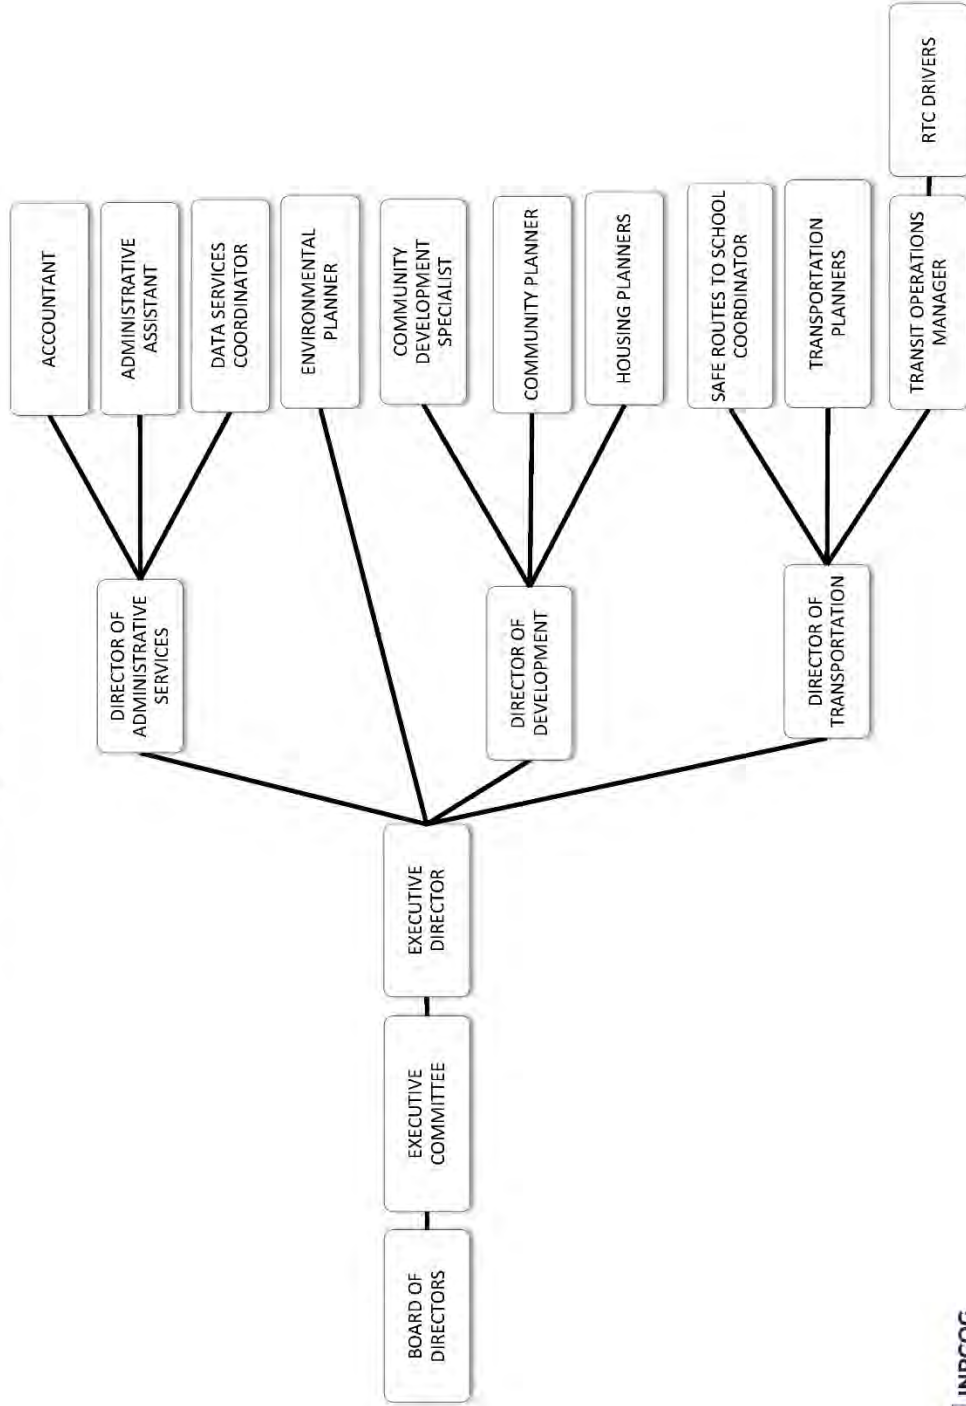 BOARD OF
DIRECTORS
EXECUTIVE
COMMITTEE
EXECUTIVE
DIRECTOR
DIRECTOR OF
ADMINISTRATIVE
SERVICES
DIRECTOR OF
DEVELOPMENT
DIRECTOR OF
TRANSPORTATION
ACCOUNTANT
ADMINISTRATIVE
ASSISTANT
DATA SERVICES
COORDINATOR
ENVIRONMENTAL
PLANNER
COMMUNITY
DEVELOPMENT
SPECIALIST
COMMUNITY PLANNER
HOUSING PLANNERS
SAFE ROUTES TO SCHOOL
COORDINATOR
TRANSPORTATION
PLANNERS
TRANSIT OPERATIONS
MANAGER
RTC DRIVERS